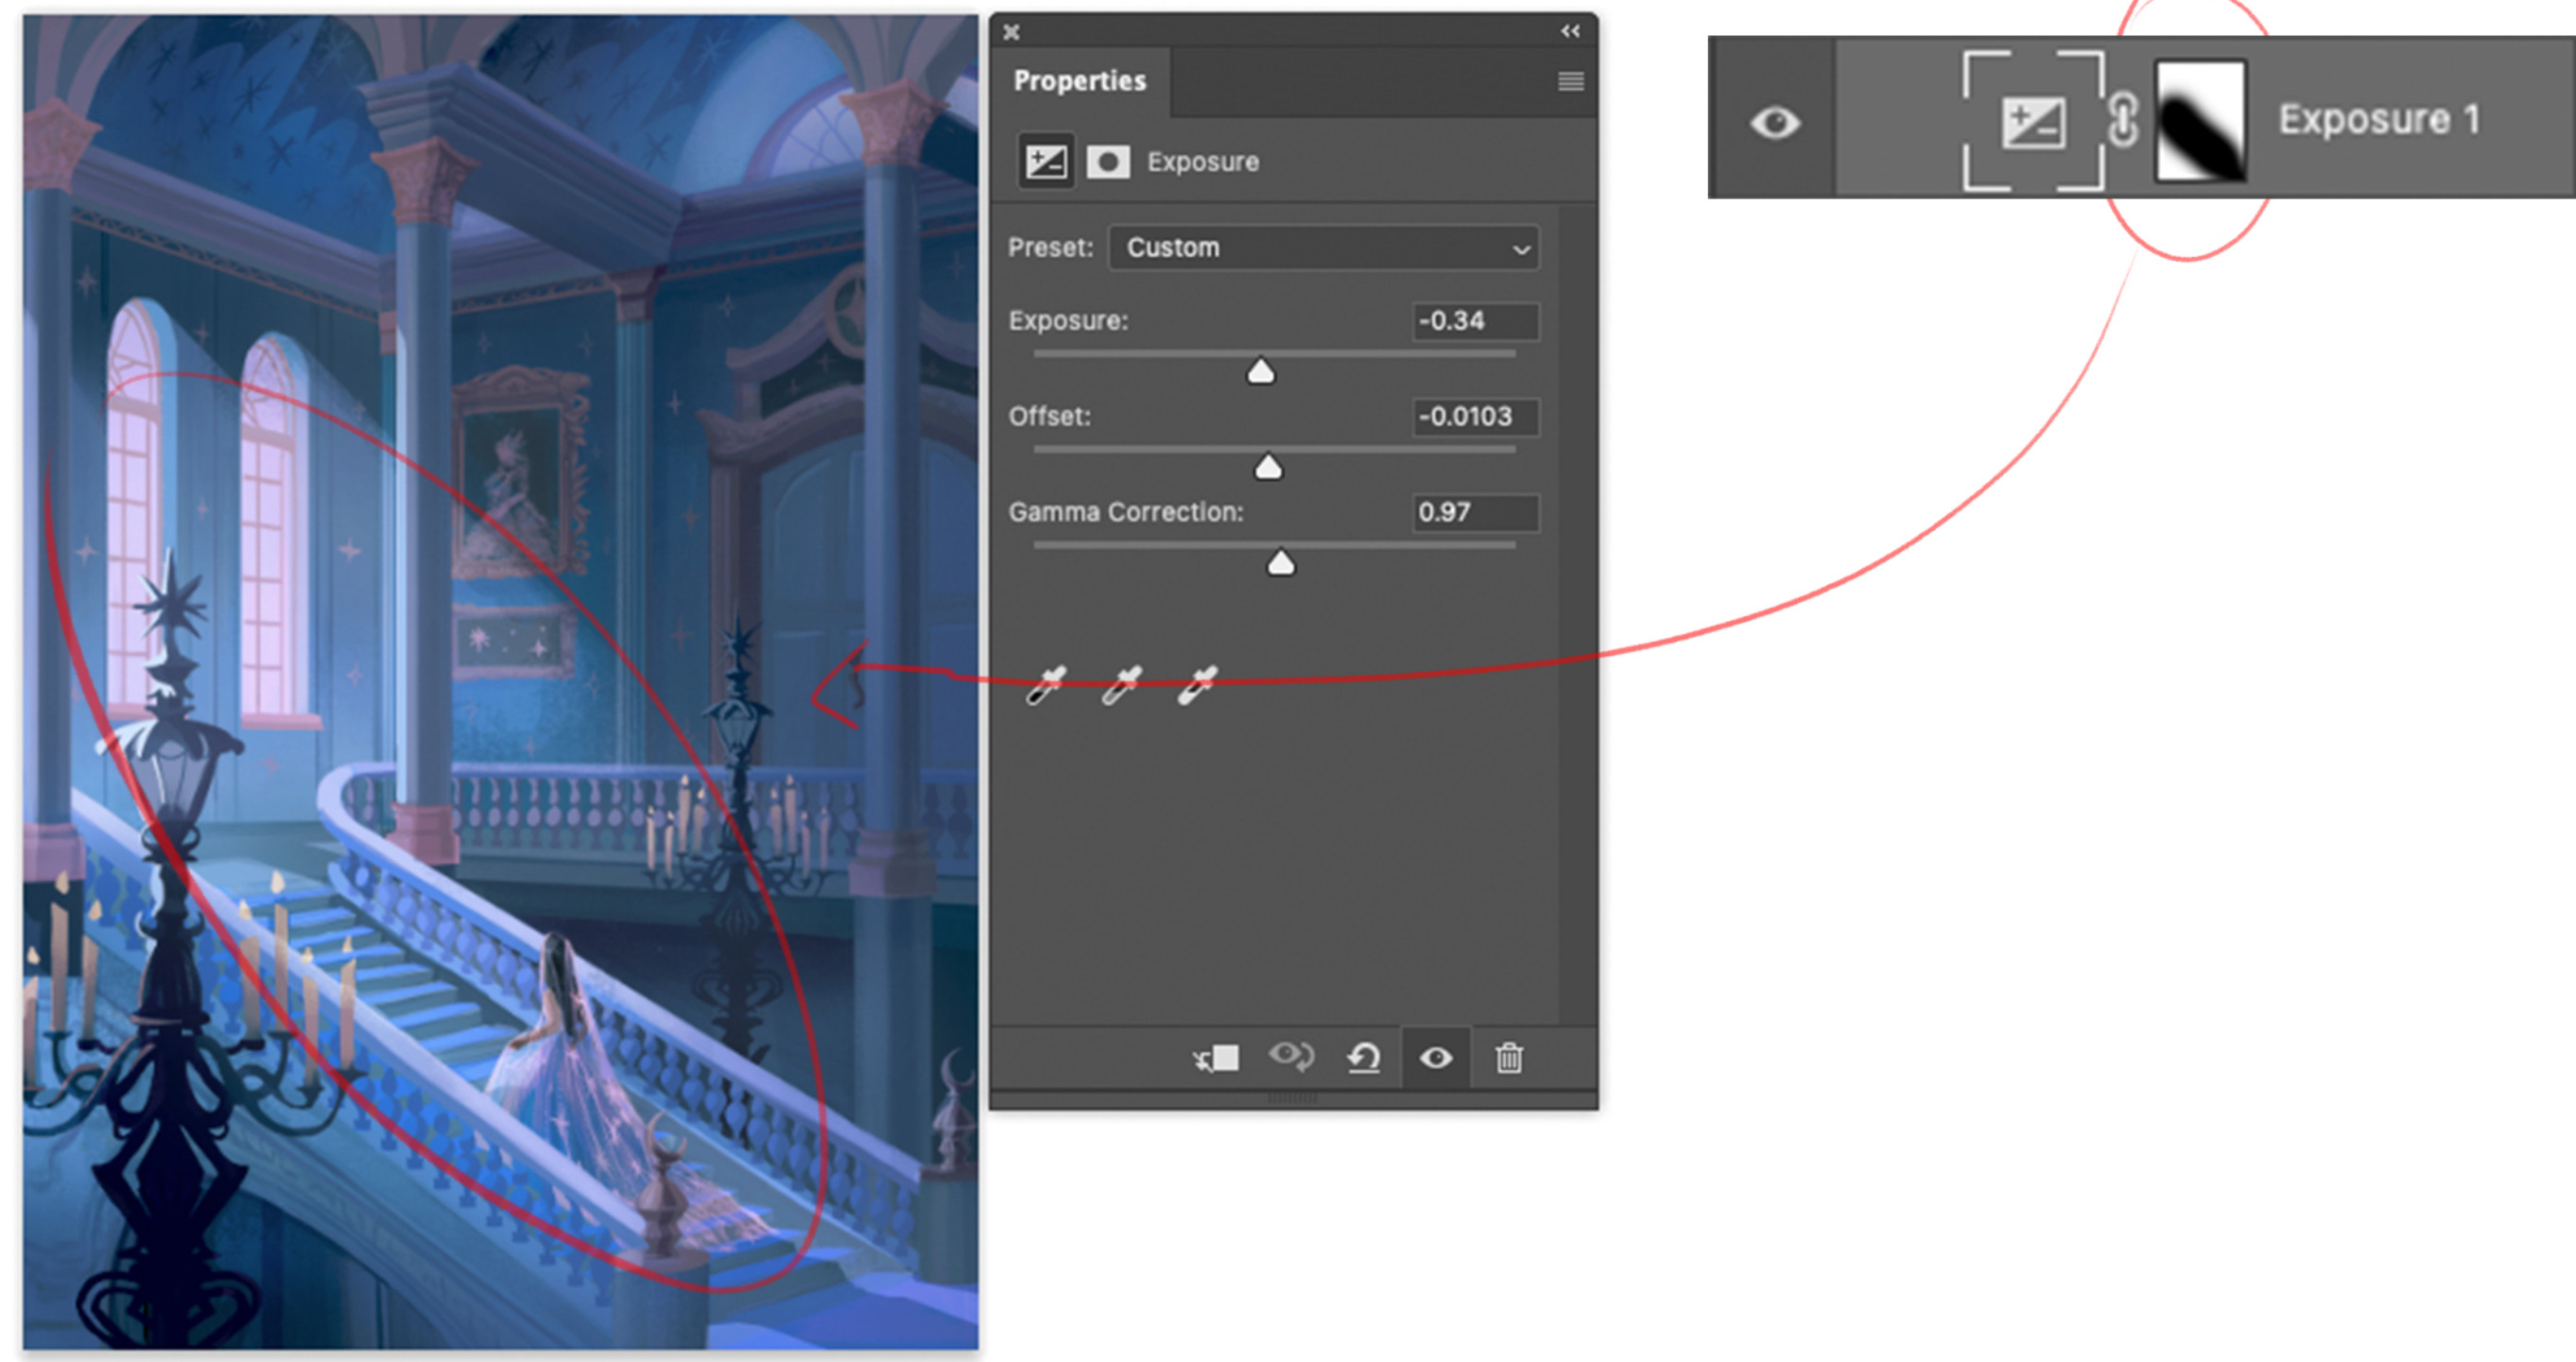 Properties
Exposure
Preset: Custom
Exposure: -0.34
Offset: -0.0103
Gamma Correction: 0.97
Exposure 1